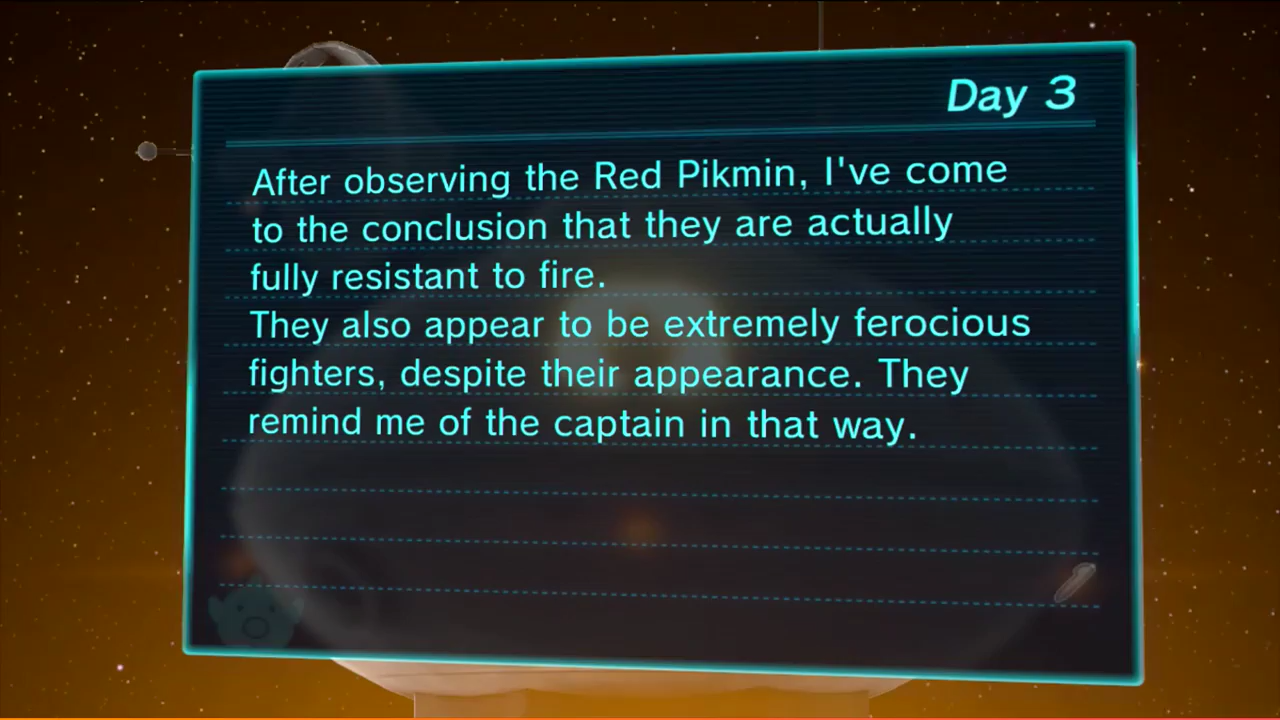 Day 3
After observing the Red Pikmin, I've come
to the conclusion that they are actually
fully resistant to fire.
They also appear to be extremely ferocious
fighters, despite their appearance. They
remind me of the captain in that way.